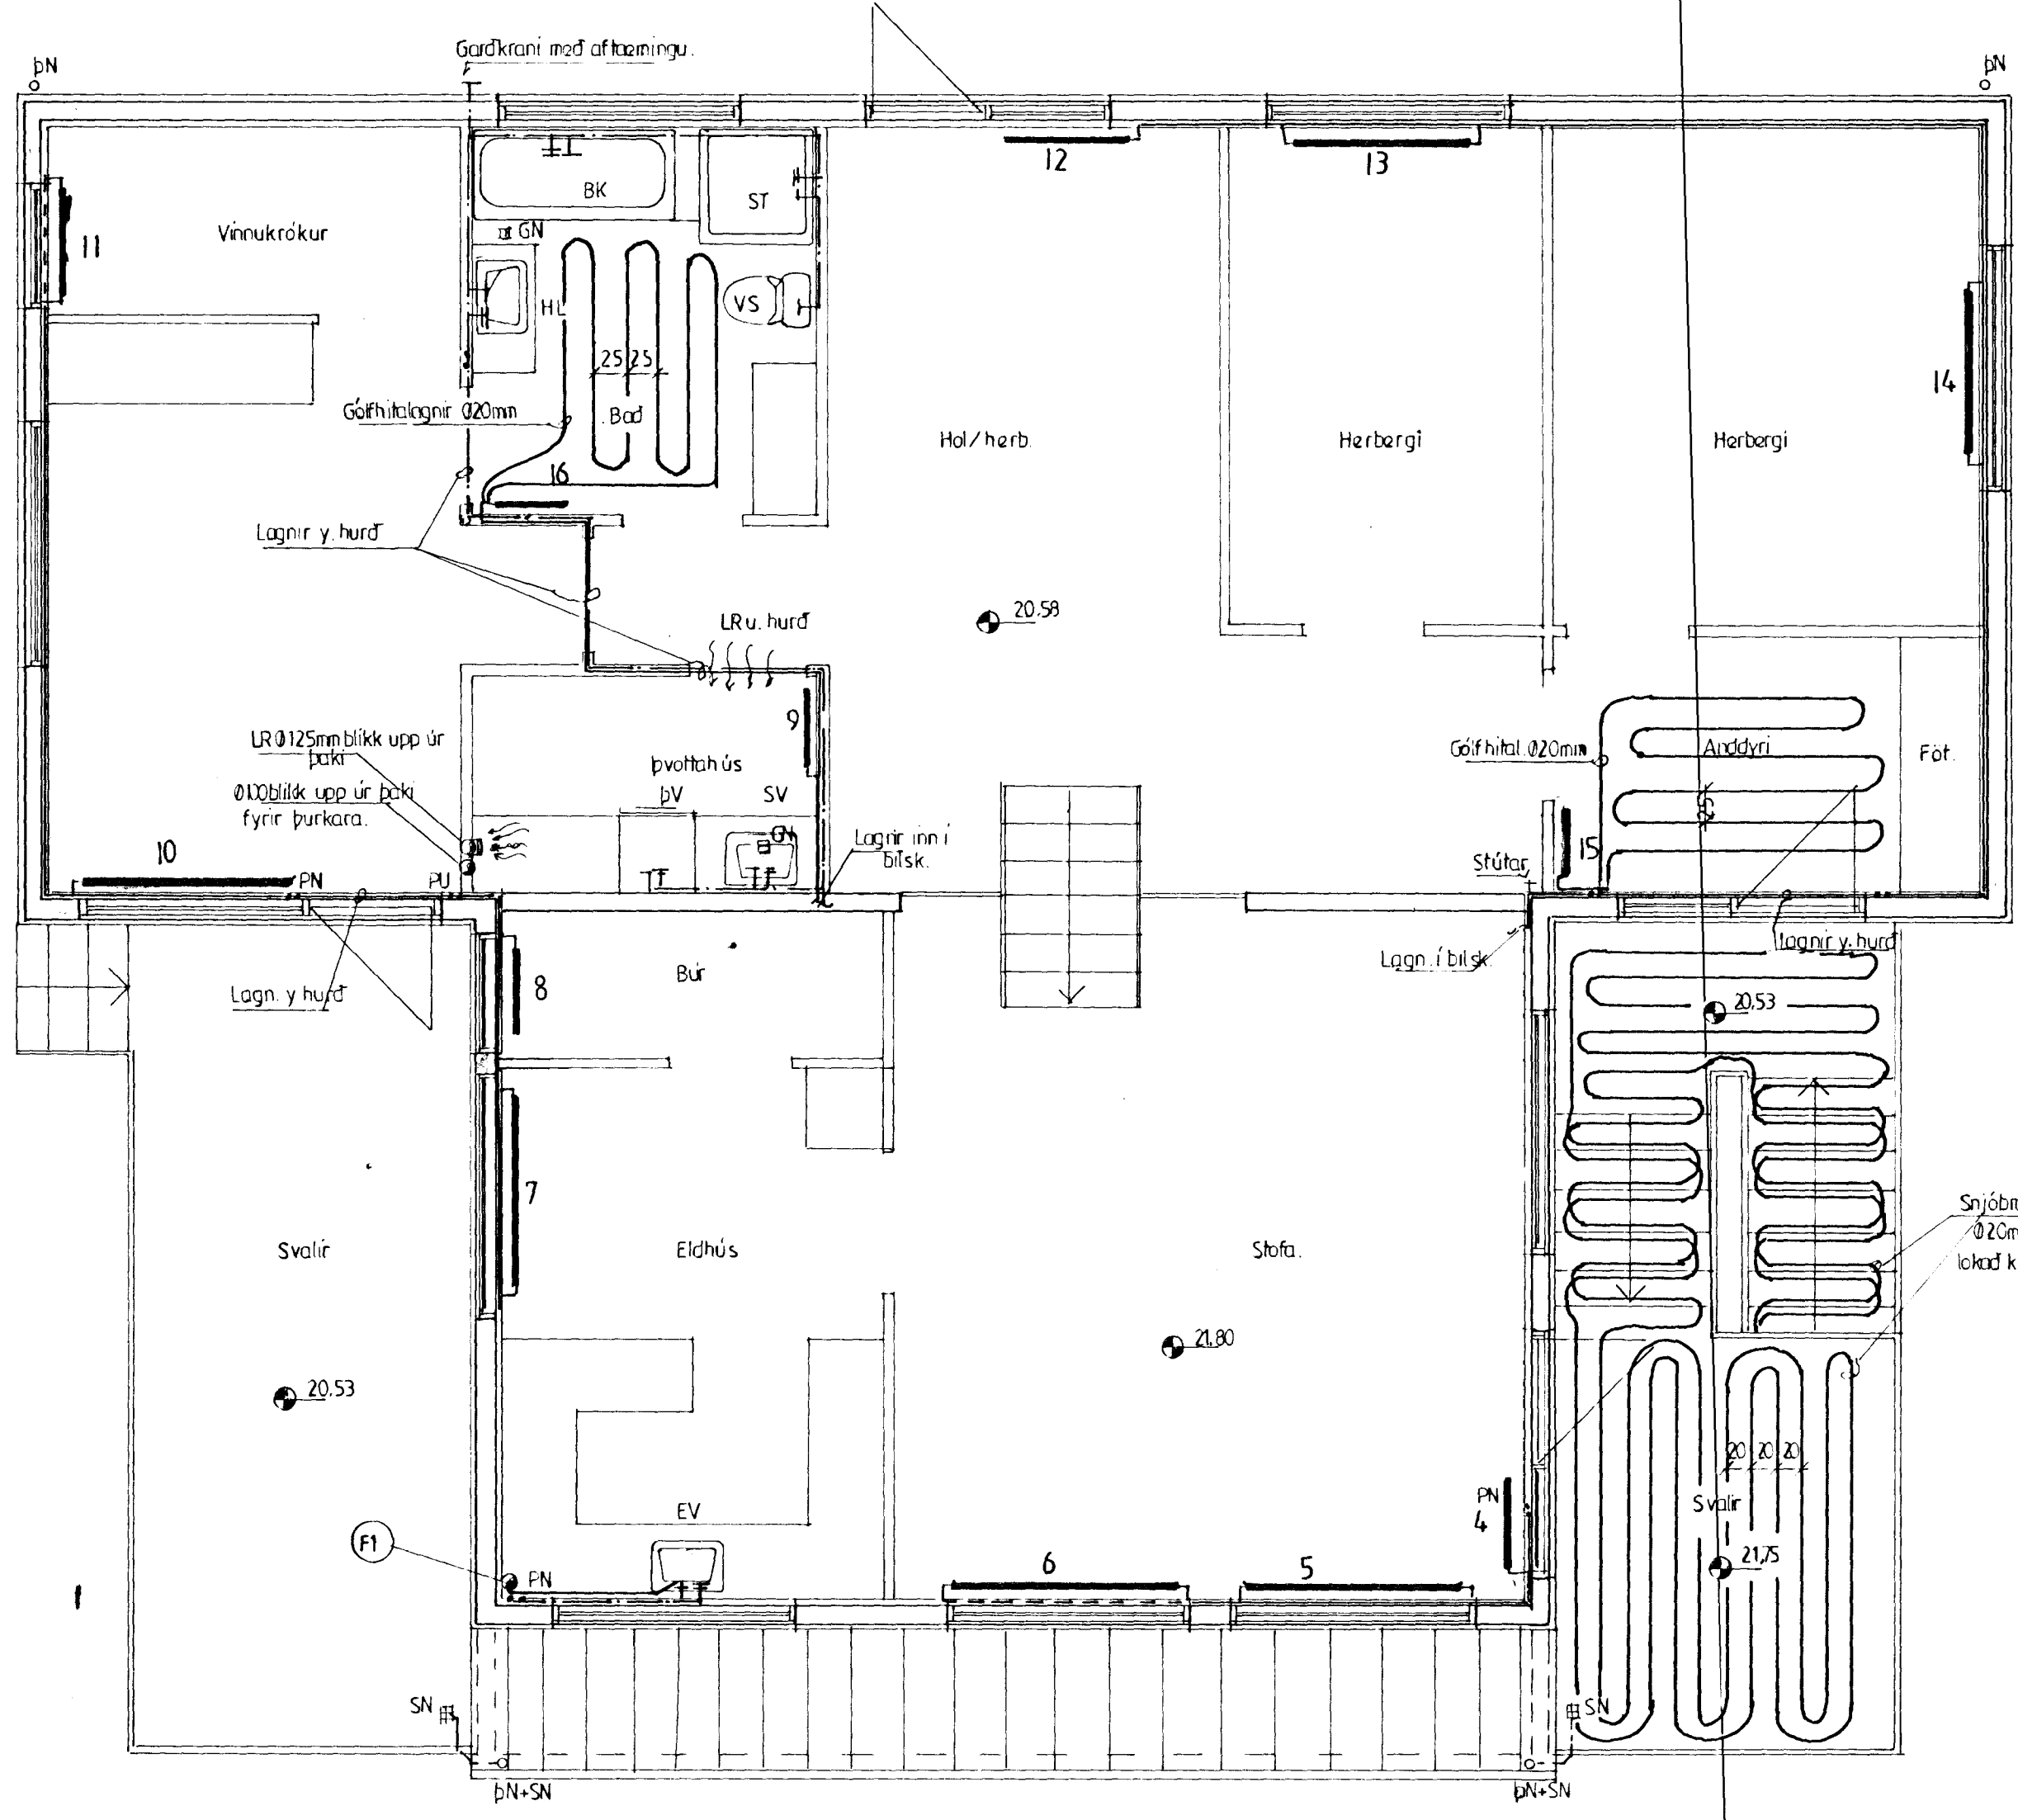 Garðkrani með aftæmingu.
þN
þN
12
13
BK
ST
GN
Vinnukrókur
11
HL
VS
25 25
14
Gólfhitalagnir Ø20mm
Bað
Hol/herb.
Herbergi
Herbergi
16
Lagnir y. hurð
20.58
LR u. hurð
9
LR Ø125mm blikk upp úr
þaki
Gólfhital. Ø20mm
Anddyri
Föt.
þvottahús
Ø100 blikk upp úr þaki
fyrir þurkara.
þV
SV
25
GN
Lagnir inn í
bílsk.
15
Stútar
10
PN
PU
Lagnir y. hurð
Lagn. í bílsk.
Búr
8
Lagn. y hurð
20.53
7
Svalir
Eldhús
Stofa.
Snjóbr
Ø20m
lokað k
21.80
20.53
20 20 20
EV
PN
4
Svalir
F1
PN
6
5
21.75
SN
SN
þN+SN
þN+SN